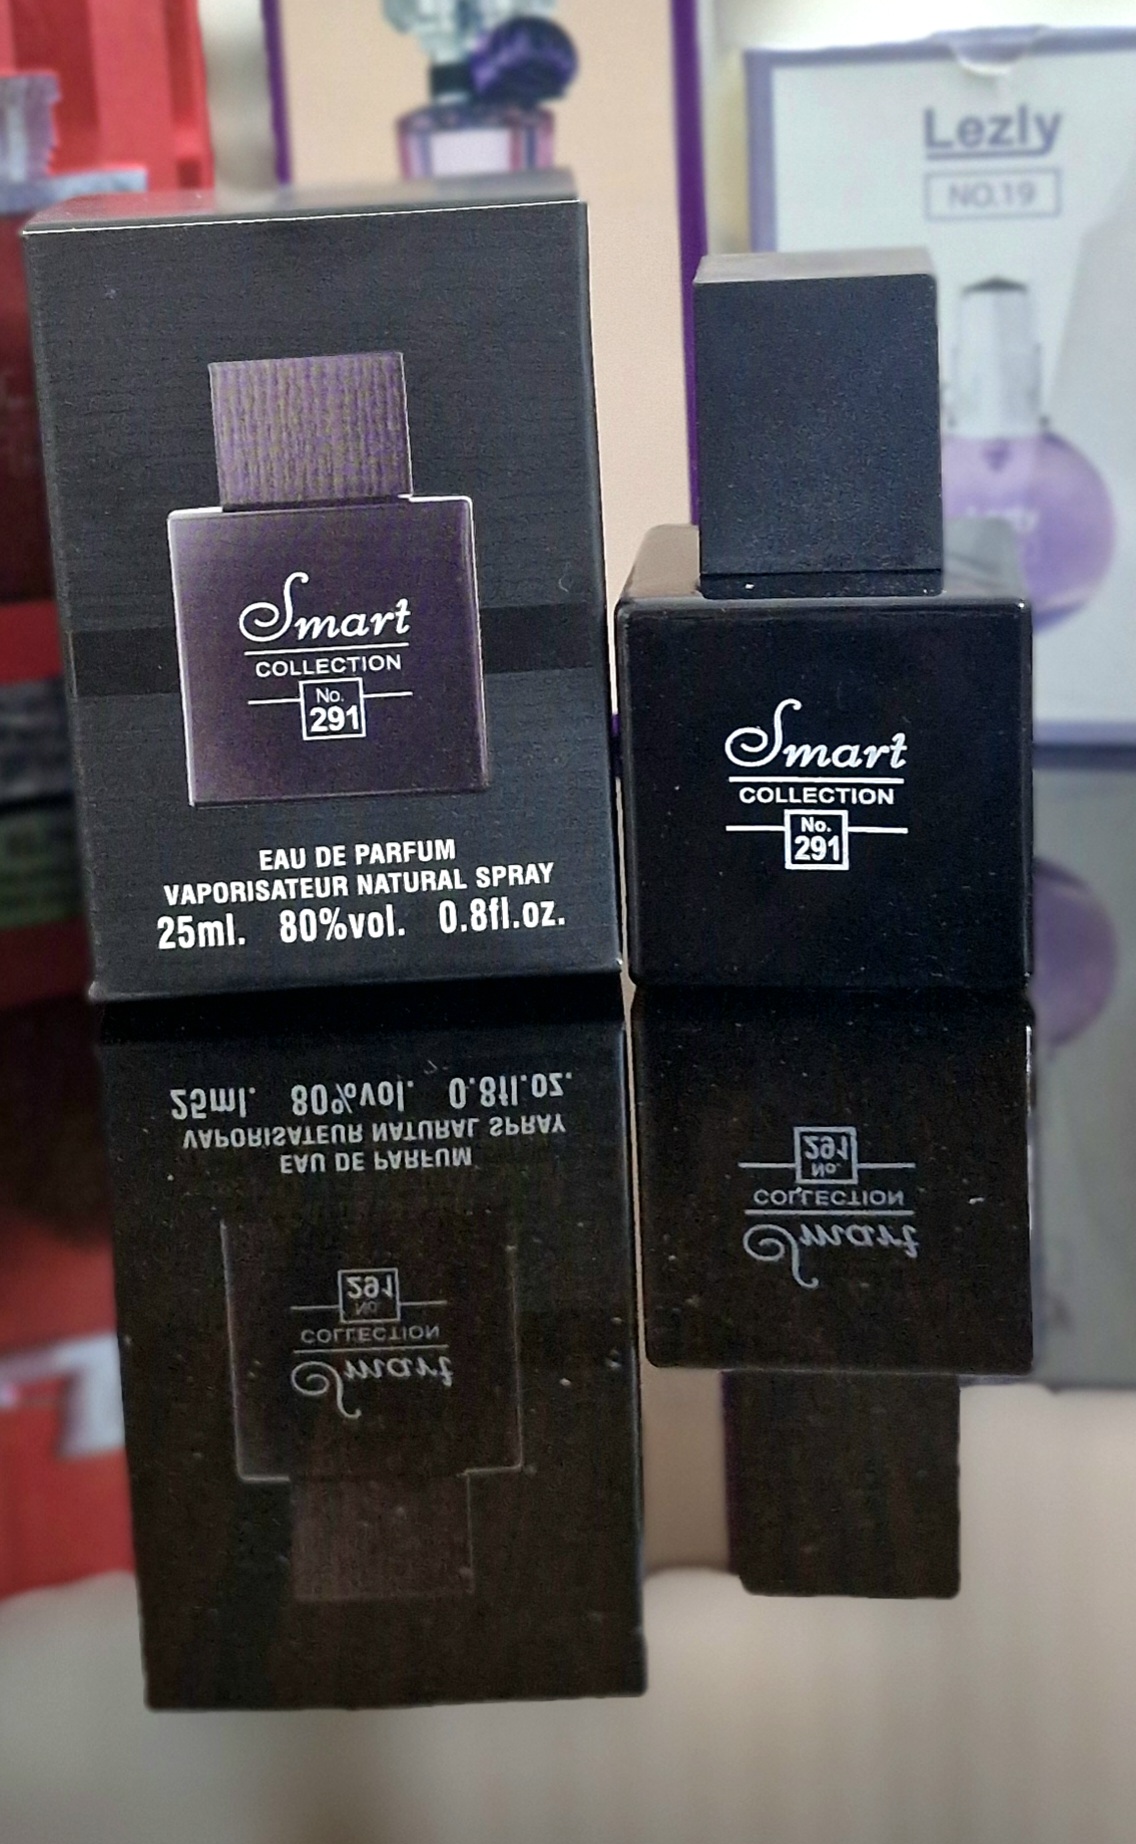 Lezly
NO.19
Smart
COLLECTION
No.
291
EAU DE PARFUM
VAPORISATEUR NATURAL SPRAY
25ml. 80%vol. 0.8fl.oz.
Smart
COLLECTION
No.
291